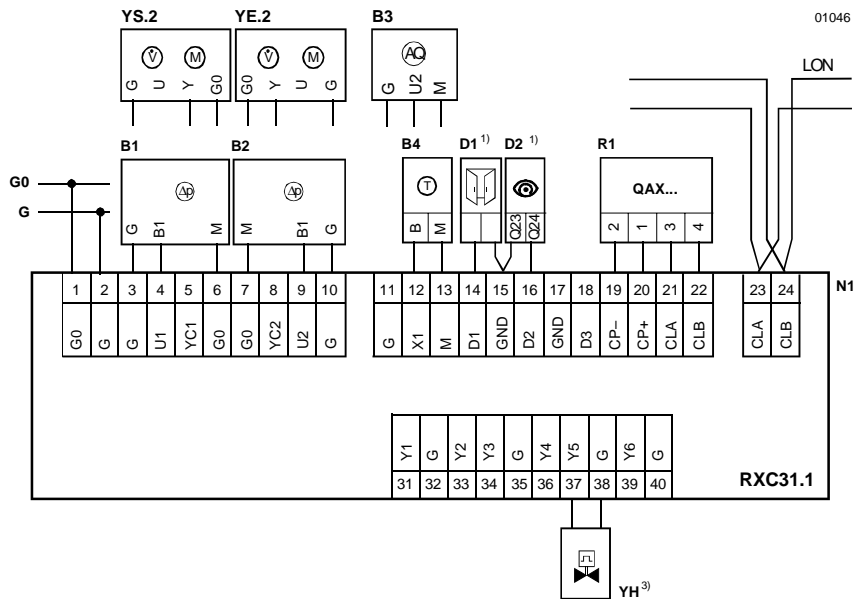 YS.2 YE.2 B3 01046
V M V M AQ
G U Y G0 G0 Y U G G U2 M
LON
B1 B2 B4 D1 1) D2 1) R1
G0
Δp Δp T QAX...
G
G B1 M M B1 G B M Q23 Q24 2 1 3 4
1 2 3 4 5 6 7 8 9 10 11 12 13 14 15 16 17 18 19 20 21 22 23 24 N1
G0 G G U1 YC1 G0 G0 YC2 U2 G G X1 M D1 GND D2 GND D3 CP– CP+ CLA CLB CLA CLB
Y1 G Y2 Y3 G Y4 Y5 G Y6 G
31 32 33 34 35 36 37 38 39 40 RXC31.1
YH 3)